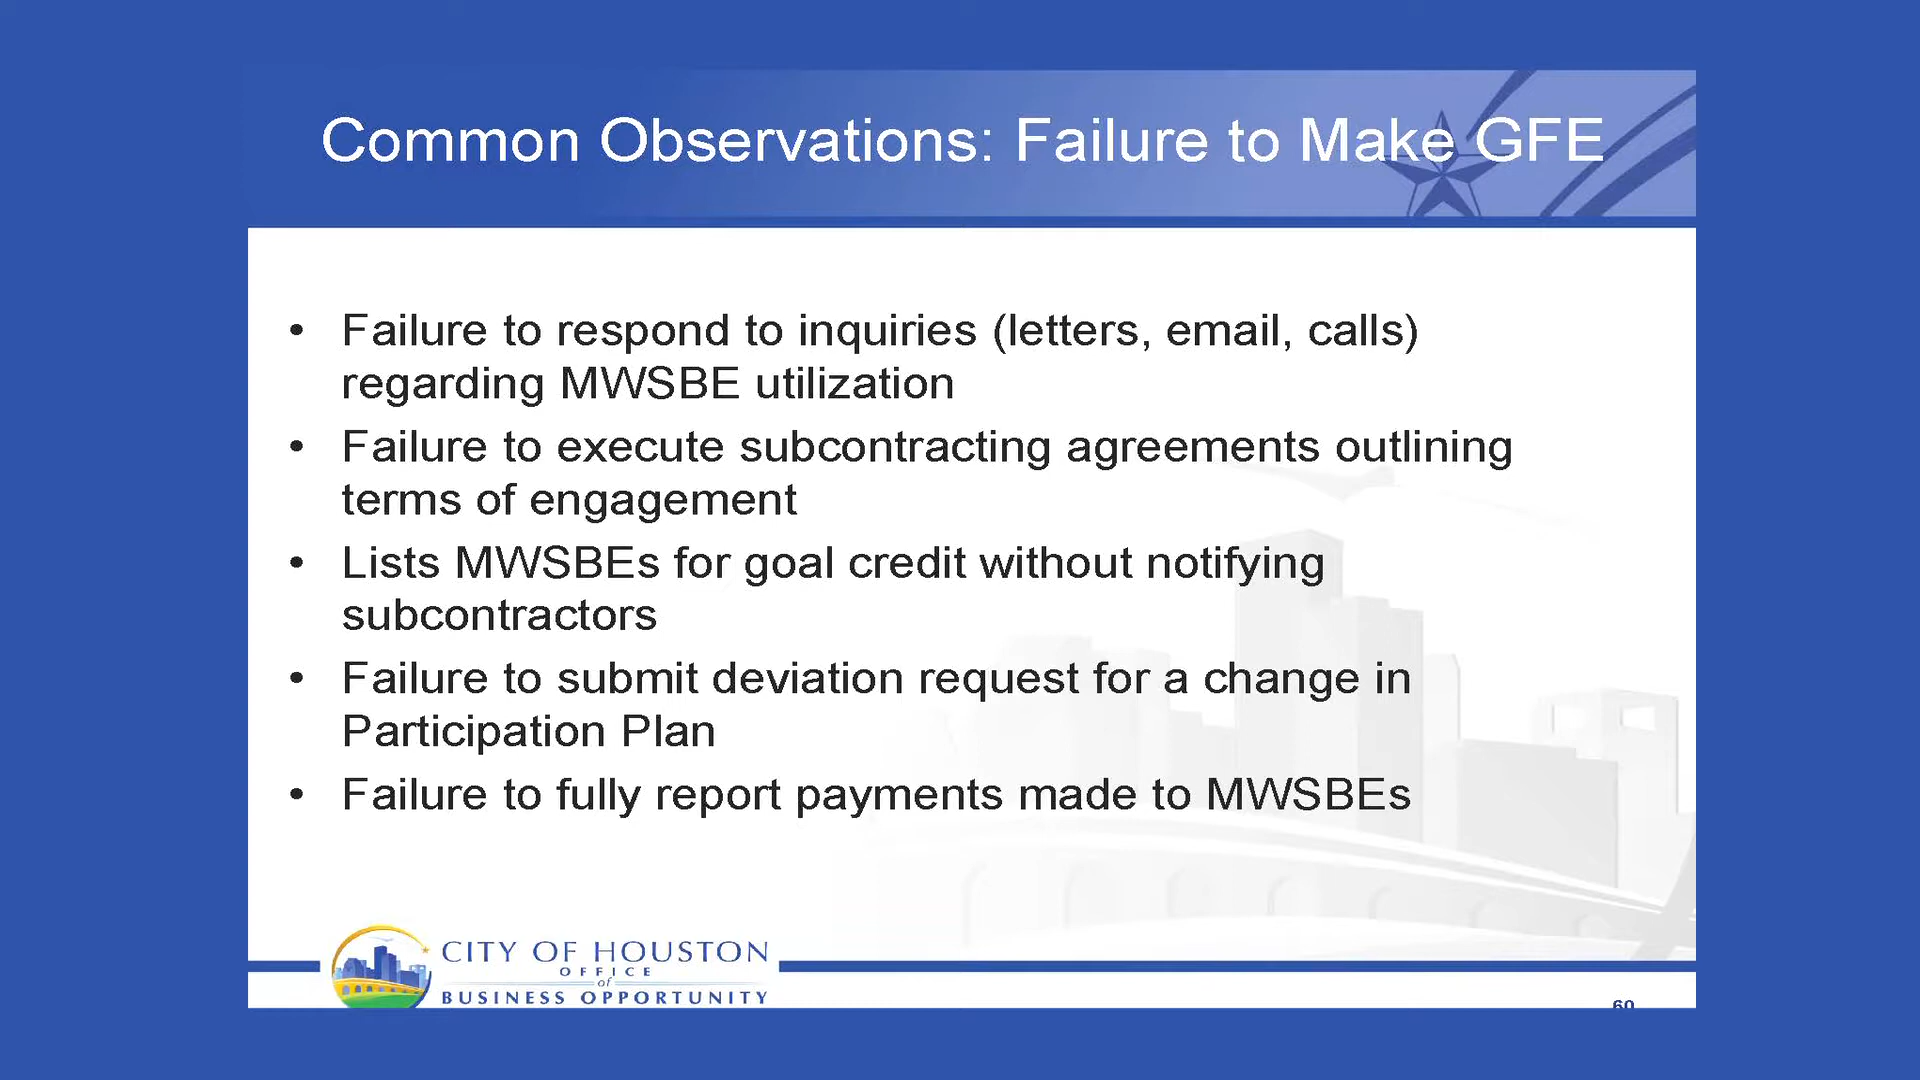 Common Observations: Failure to Make GFE
• Failure to respond to inquiries (letters, email, calls)
regarding MWSBE utilization
• Failure to execute subcontracting agreements outlining
terms of engagement
• Lists MWSBEs for goal credit without notifying
subcontractors
• Failure to submit deviation request for a change in
Participation Plan
• Failure to fully report payments made to MWSBEs
CITY OF HOUSTON
OFFICE
of
BUSINESS OPPORTUNITY
60